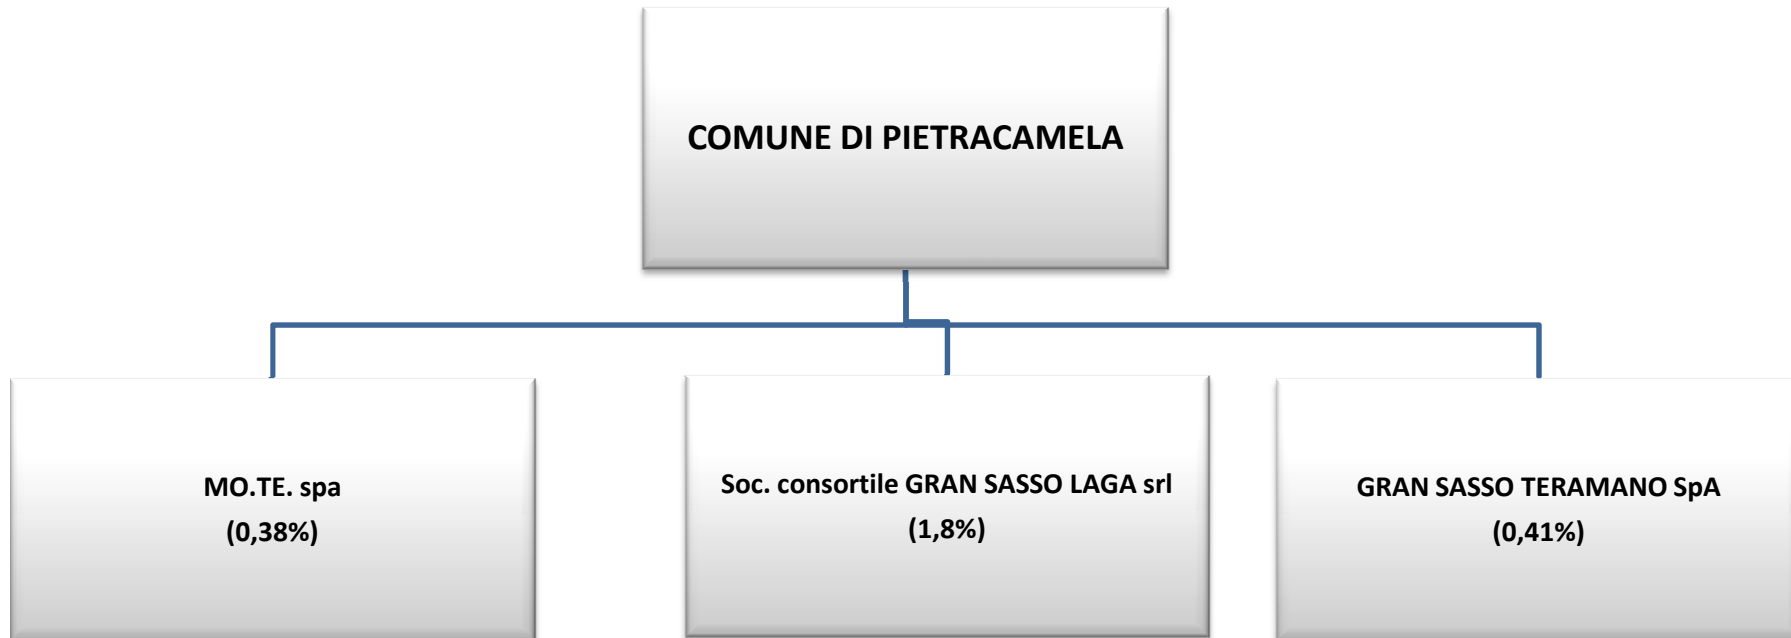 COMUNE DI PIETRACAMELA
MO.TE. spa
(0,38%)
Soc. consortile GRAN SASSO LAGA srl
(1,8%)
GRAN SASSO TERAMANO SpA
(0,41%)